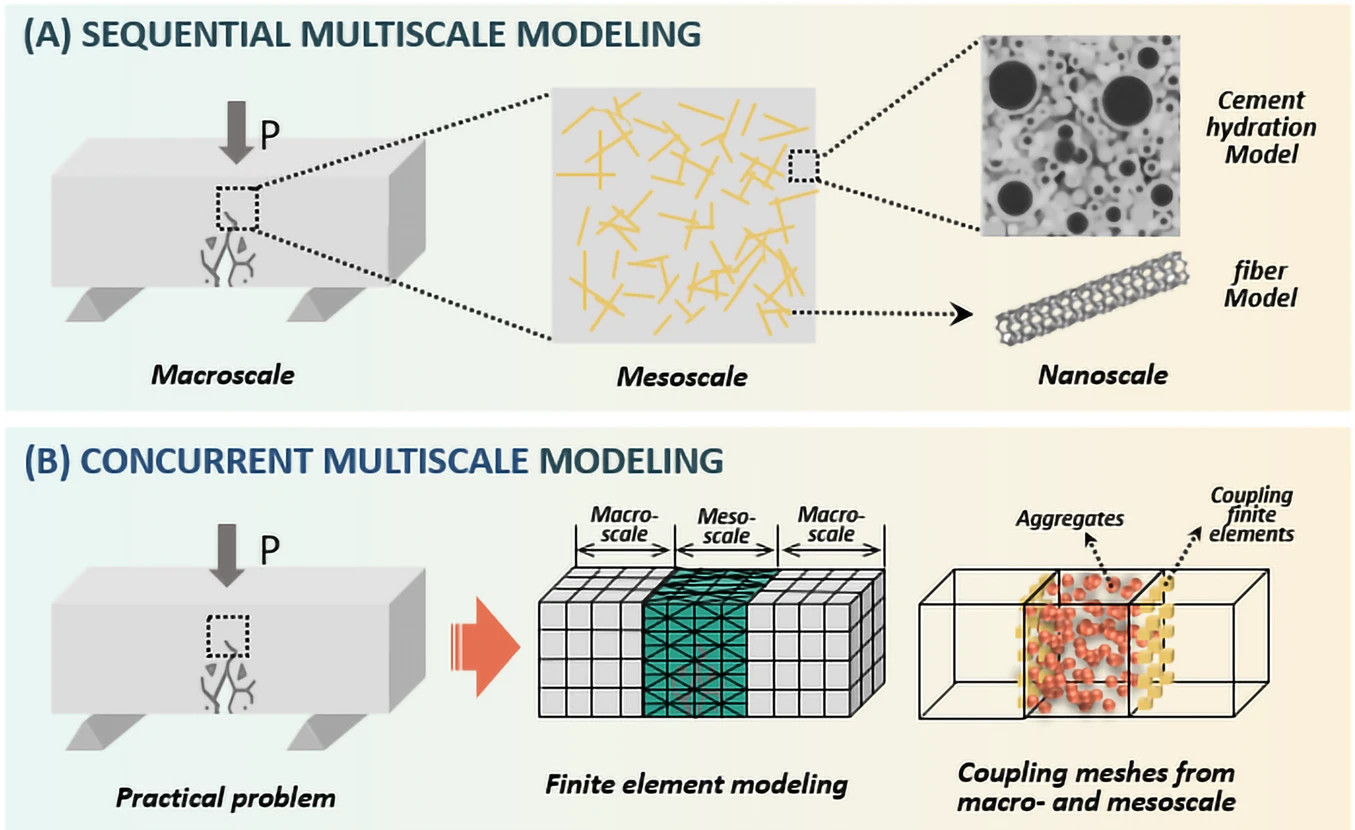 (A) SEQUENTIAL MULTISCALE MODELING
P
Cement
hydration
Model
fiber
Model
Macroscale
Mesoscale
Nanoscale
(B) CONCURRENT MULTISCALE MODELING
P
Macro-
scale
Meso-
scale
Macro-
scale
Aggregates
Coupling
finite
elements
Practical problem
Finite element modeling
Coupling meshes from
macro- and mesoscale